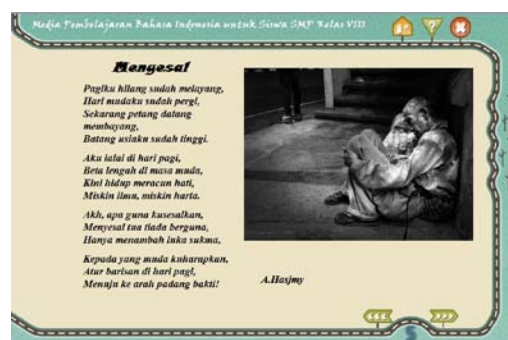 Media Pembelajaran Bahasa Indonesia untuk Siswa SMP Kelas VIII
Mengesal
Pagiku hilang sudah melayang,
Hari mudaku sudah pergi,
Sekarang petang datang
membayang,
Batang usiaku sudah tinggi.
Aku lalai di hari pagi,
Beta lengah di masa muda,
Kini hidup meracun hati,
Miskin ilmu, miskin harta.
Akh, apa guna kusesalkan,
Menyesal tua tiada berguna,
Hanya menambah luka sukma,
Kepada yang muda kuharapkan,
Atur barisan di hari pagi,
Menuju ke arah padang bakti!
A.Hasjmy